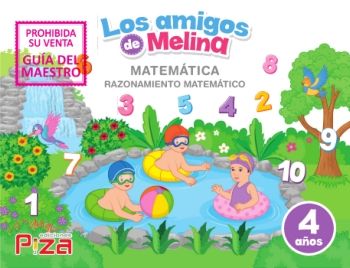 PROHIBIDA
SU VENTA
GUÍA DEL
MAESTRO
6
Los amigos
de Melina
MATEMÁTICA
RAZONAMIENTO MATEMÁTICO
8
3
5
4
2
9
7
10
1
ediciones
Piza
4
años